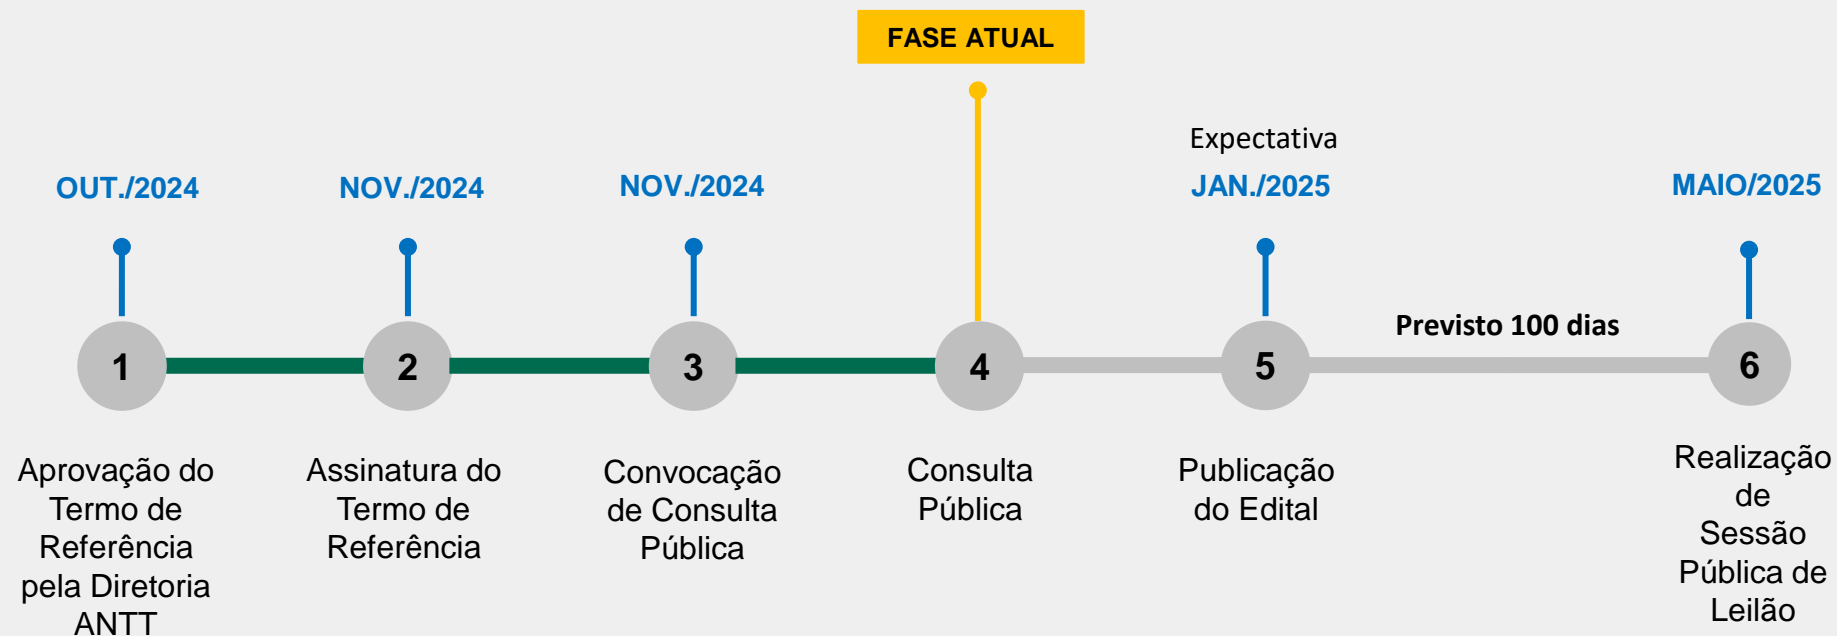 FASE ATUAL
OUT./2024
NOV./2024
NOV./2024
Expectativa
JAN./2025
MAIO/2025
Previsto 100 dias
1
2
3
4
5
6
Aprovação do
Termo de
Referência
pela Diretoria
ANTT
Assinatura do
Termo de
Referência
Convocação
de Consulta
Pública
Consulta
Pública
Publicação
do Edital
Realização
de
Sessão
Pública de
Leilão